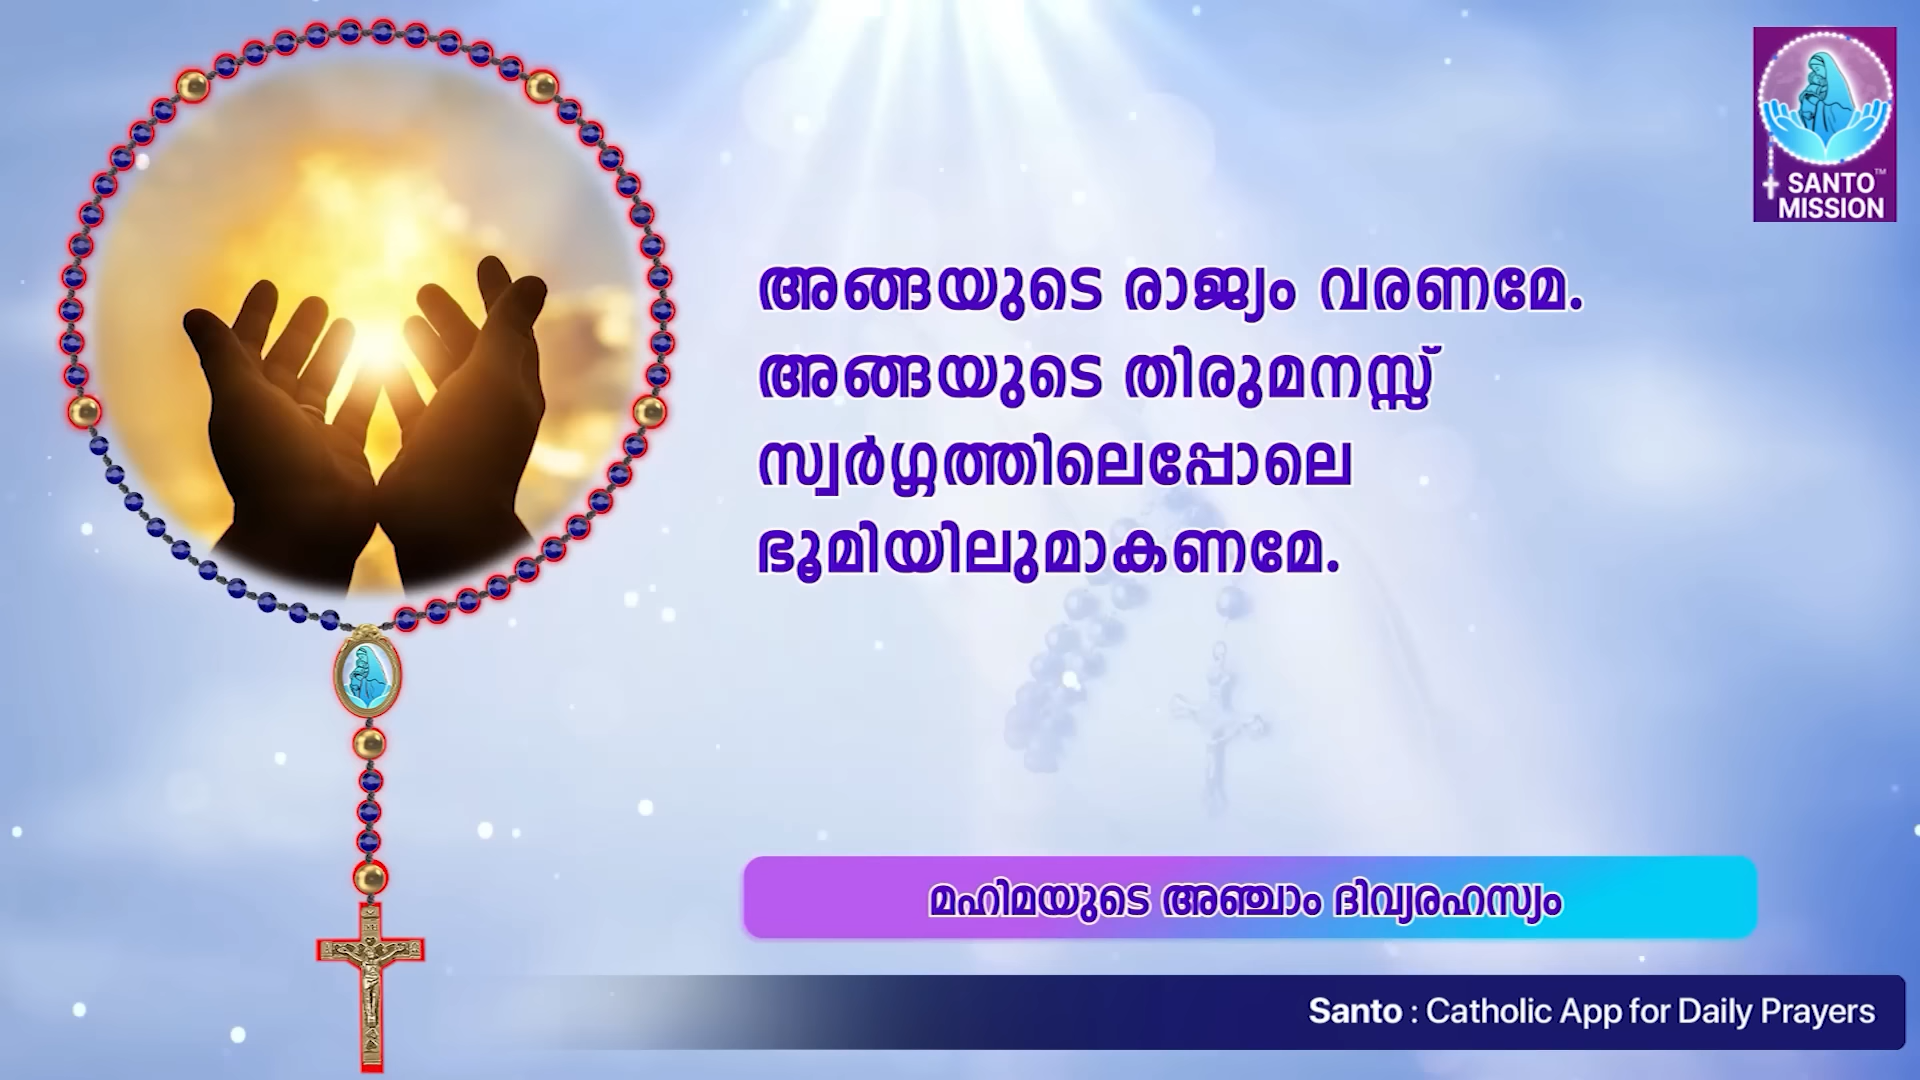 SANTO™
MISSION
അങ്ങയുടെ രാജ്യം വരണമേ.
അങ്ങയുടെ തിരുമനസ്സ്
സ്വർഗ്ഗത്തിലെപ്പോലെ
ഭൂമിയിലുമാകണമേ.
മഹിമയുടെ അഞ്ചാം ദിവ്യരഹസ്യം
Santo : Catholic App for Daily Prayers